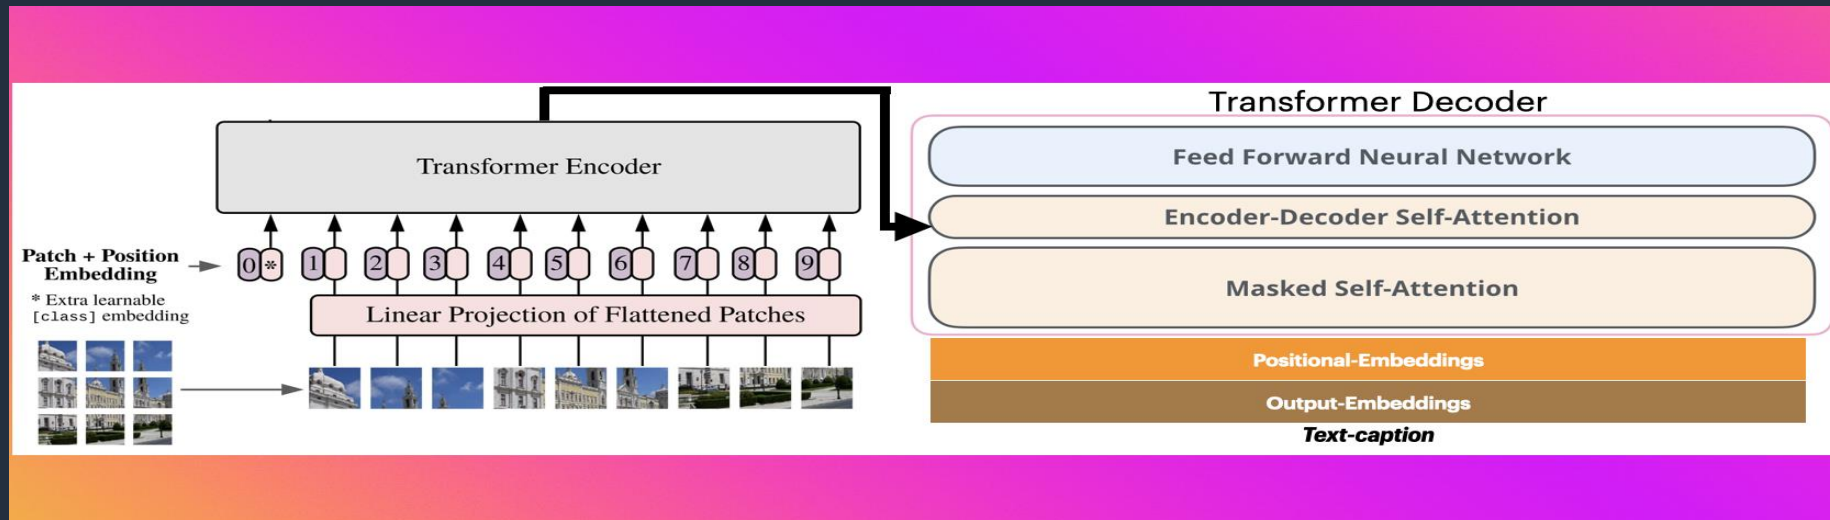 Transformer Encoder
Patch + Position
Embedding
0 * 1 2 3 4 5 6 7 8 9
* Extra learnable
[class] embedding
Linear Projection of Flattened Patches
Transformer Decoder
Feed Forward Neural Network
Encoder-Decoder Self-Attention
Masked Self-Attention
Positional-Embeddings
Output-Embeddings
Text-caption